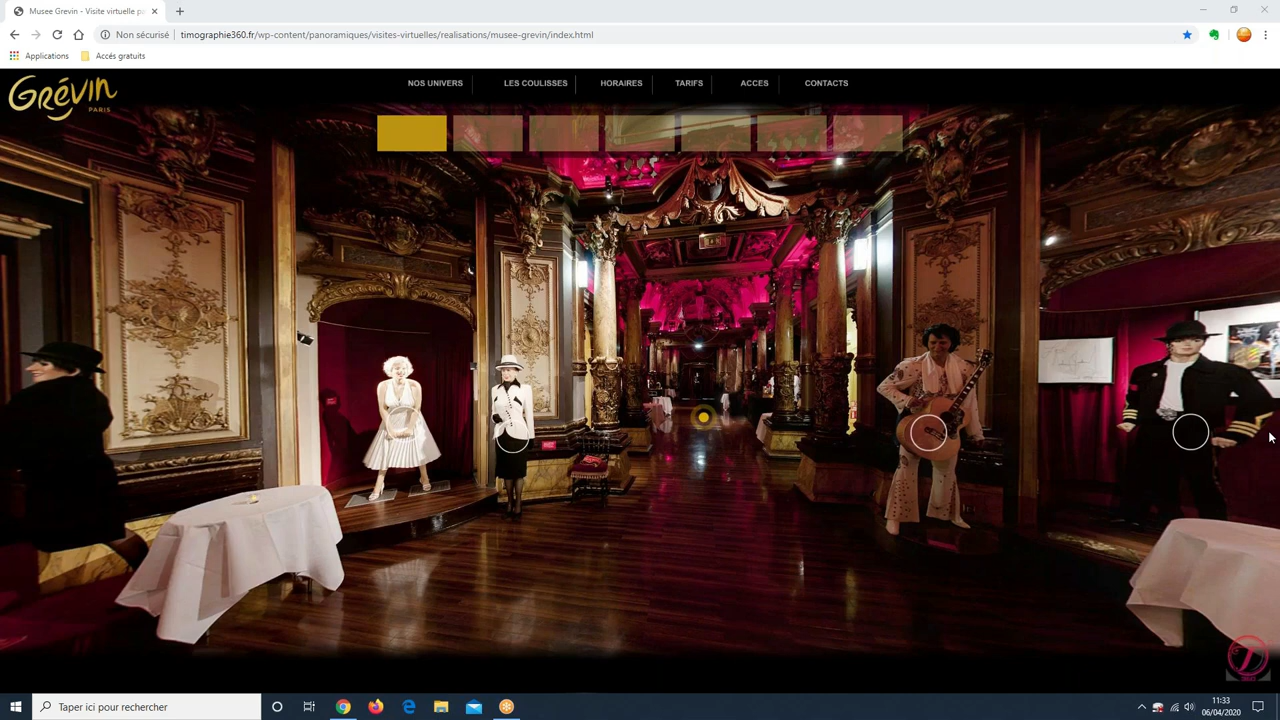 Musee Grevin - Visite virtuelle p
Non sécurisé
timographie360.fr/wp-content/panoramiques/visites-virtuelles/realisations/musee-grevin/index.html
Applications
Accés gratuits
Grévin
PARIS
NOS UNIVERS
LES COULISSES
HORAIRES
TARIFS
ACCES
CONTACTS
Taper ici pour rechercher
11:33
06/04/2020